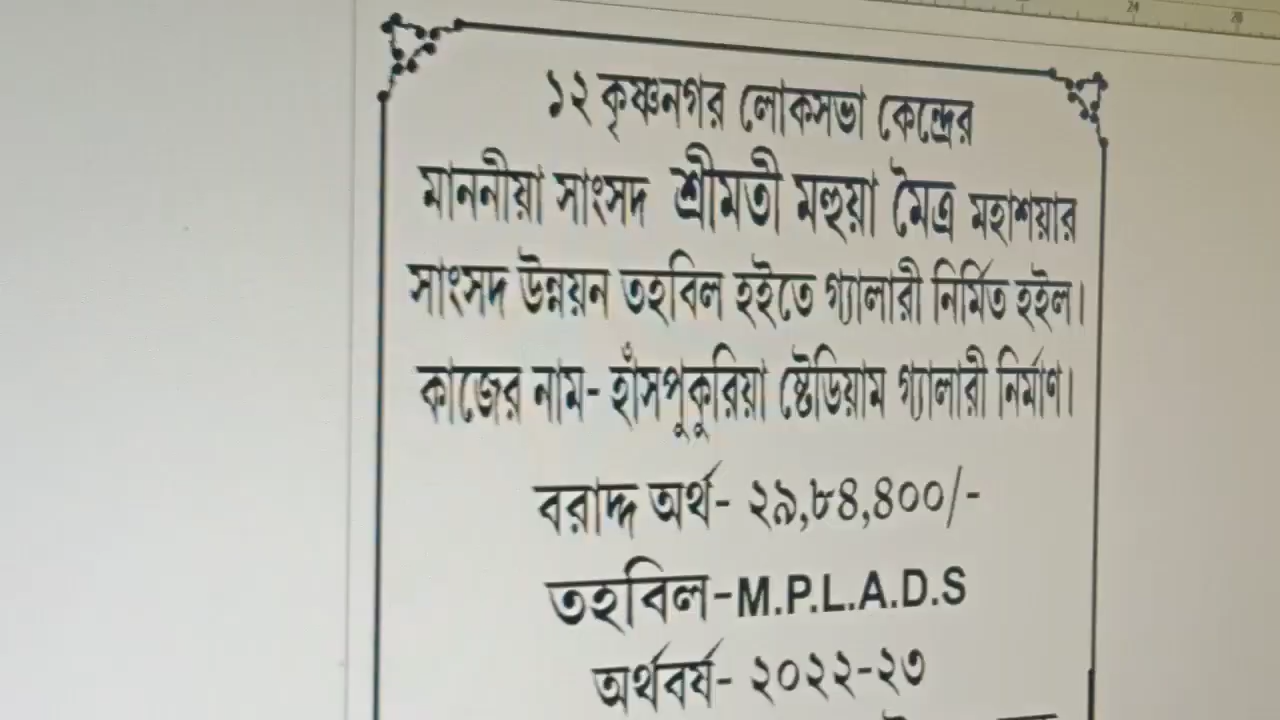 24
১২ কৃষ্ণনগর লোকসভা কেন্দ্রের
মাননীয়া সাংসদ শ্রীমতী মহুয়া মৈত্র মহাশয়ার
সাংসদ উন্নয়ন তহবিল হইতে গ্যালারী নির্মিত হইল।
কাজের নাম- হাঁসপুকুরিয়া ষ্টেডিয়াম গ্যালারী নির্মাণ।
বরাদ্দ অর্থ- ২৯,৮৪,৪০০/-
তহবিল-M.P.L.A.D.S
অর্থবর্ষ- ২০২২-২৩